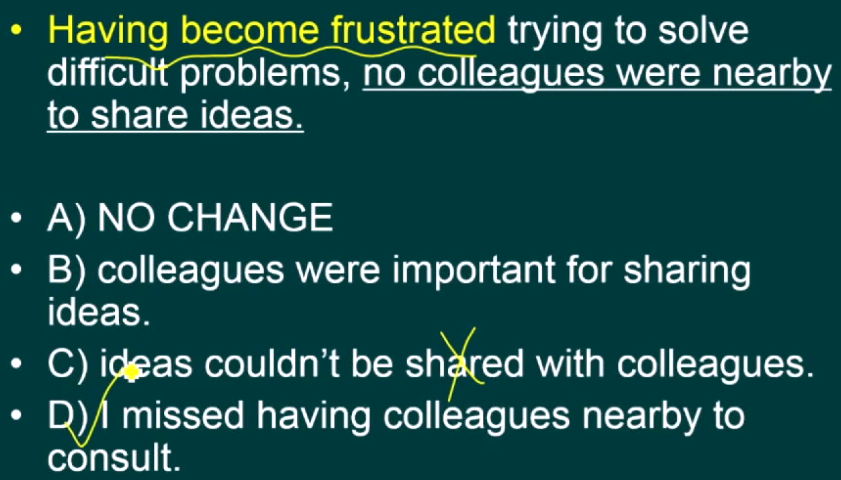 • Having become frustrated trying to solve
difficult problems, no colleagues were nearby
to share ideas.
• A) NO CHANGE
• B) colleagues were important for sharing
ideas.
• C) ideas couldn’t be shared with colleagues.
• D) I missed having colleagues nearby to
consult.